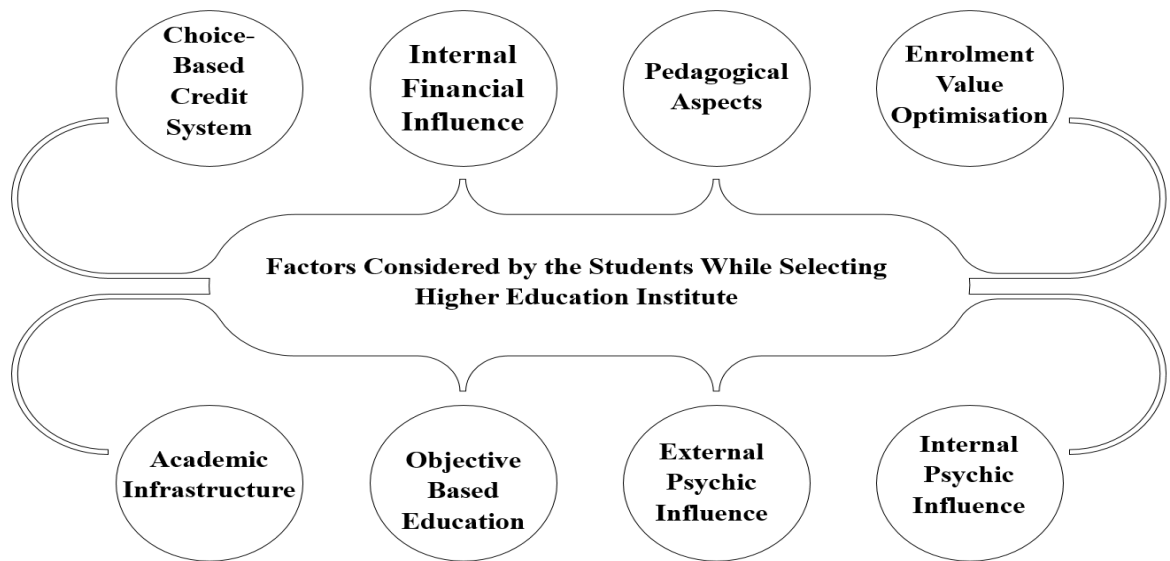 Choice-
Based
Credit
System
Internal
Financial
Influence
Pedagogical
Aspects
Enrolment
Value
Optimisation
Factors Considered by the Students While Selecting
Higher Education Institute
Academic
Infrastructure
Objective
Based
Education
External
Psychic
Influence
Internal
Psychic
Influence